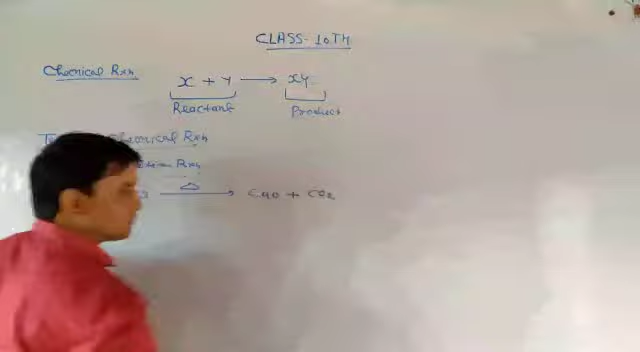 CLASS-10TH
Chemical Rxn
x + y → xy
Reactant Product
Chemical Rxn
Rxn
△ → CaO + CO2